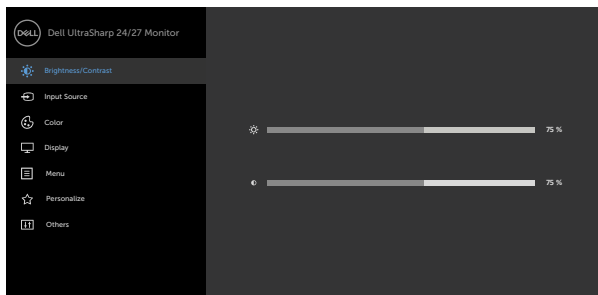 DELL
Dell UltraSharp 24/27 Monitor
Brightness/Contrast
Input Source
Color
75 %
Display
Menu
75 %
Personalize
Others